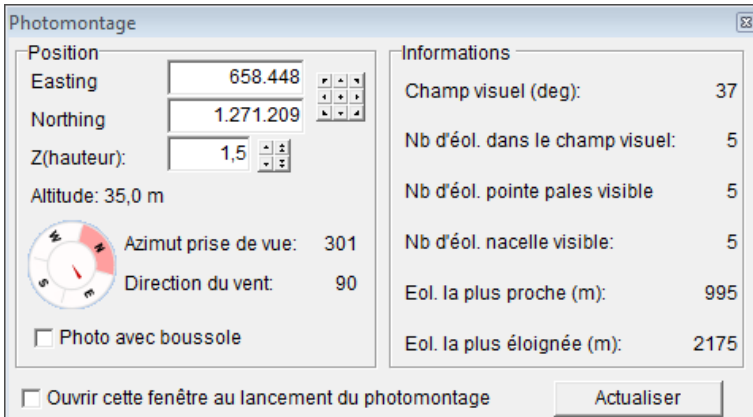 Photomontage
Position
Easting 658.448
Northing 1.271.209
Z(hauteur): 1,5
Altitude: 35,0 m
W N S E
Azimut prise de vue: 301
Direction du vent: 90
Photo avec boussole
Informations
Champ visuel (deg): 37
Nb d'éol. dans le champ visuel: 5
Nb d'éol. pointe pales visible 5
Nb d'éol. nacelle visible: 5
Eol. la plus proche (m): 995
Eol. la plus éloignée (m): 2175
Ouvrir cette fenêtre au lancement du photomontage
Actualiser